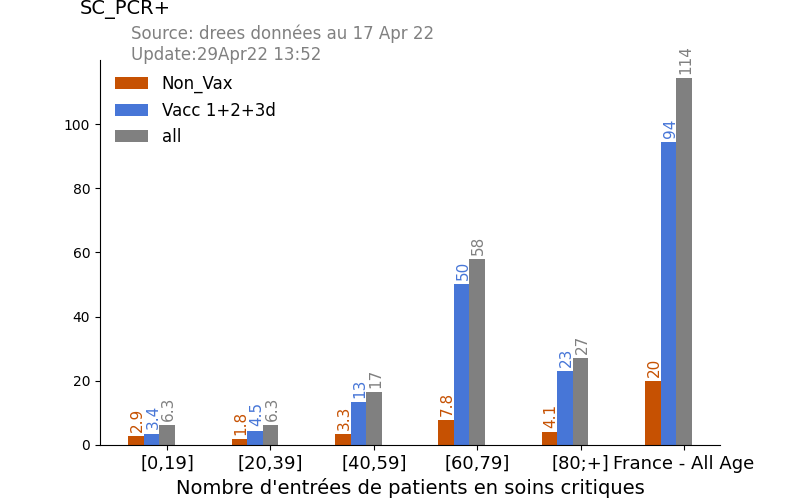 SC_PCR+
Source: drees données au 17 Apr 22
Update:29Apr22 13:52
Non_Vax
Vacc 1+2+3d
all
100
80
60
40
20
0
2.9 3.4 6.3
1.8 4.5 6.3
3.3 13 17
7.8 50 58
4.1 23 27
20 94 114
[0,19] [20,39] [40,59] [60,79] [80;+] France - All Age
Nombre d'entrées de patients en soins critiques